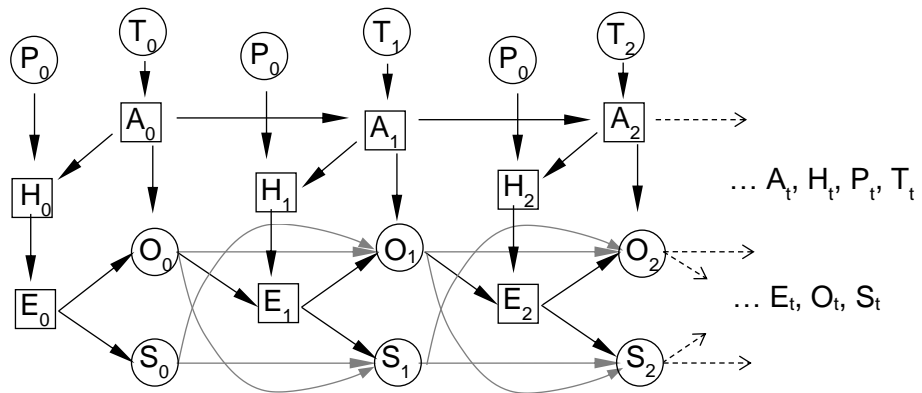 P₀ T₀ P₀ T₁ P₀ T₂
A₀ A₁ A₂
H₀ H₁ H₂ ... Aₜ, Hₜ, Pₜ, Tₜ
O₀ O₁ O₂
E₀ E₁ E₂ ... Eₜ, Oₜ, Sₜ
S₀ S₁ S₂